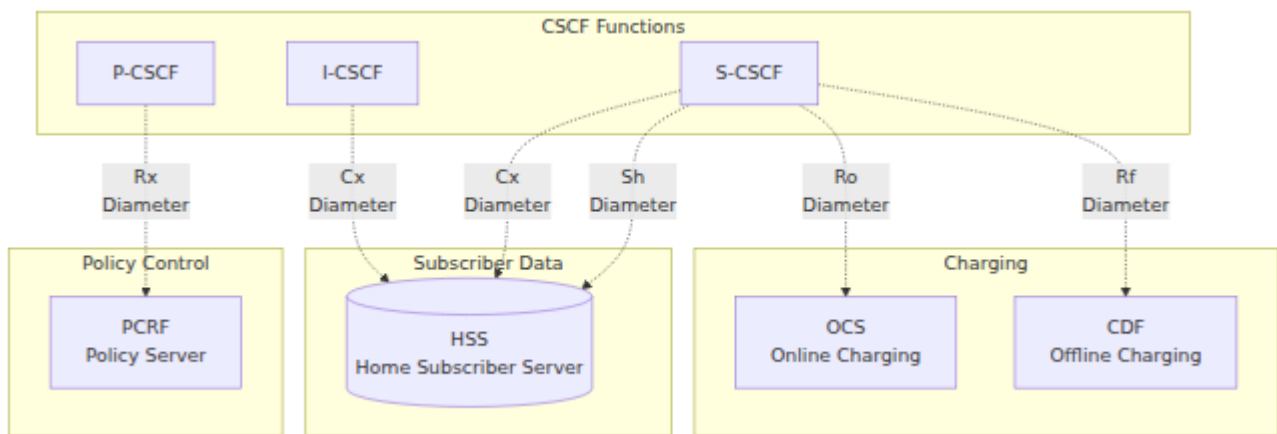 CSCF Functions
P-CSCF
I-CSCF
S-CSCF
Rx
Diameter
Cx
Diameter
Cx
Diameter
Sh
Diameter
Ro
Diameter
Rf
Diameter
Policy Control
PCRF
Policy Server
Subscriber Data
HSS
Home Subscriber Server
Charging
OCS
Online Charging
CDF
Offline Charging